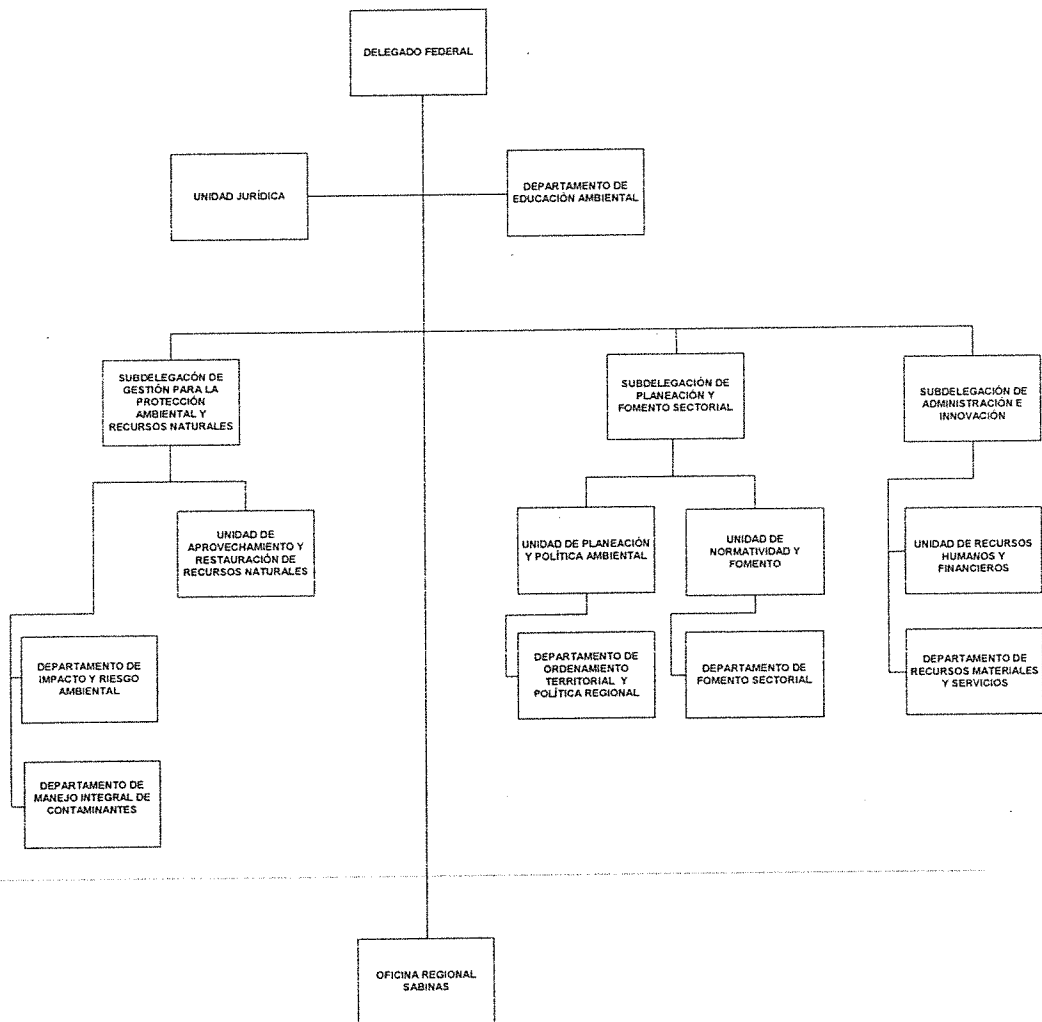 DELEGADO FEDERAL
UNIDAD JURÍDICA
DEPARTAMENTO DE
EDUCACIÓN AMBIENTAL
SUBDELEGACÓN DE
GESTIÓN PARA LA
PROTECCIÓN
AMBIENTAL Y
RECURSOS NATURALES
SUBDELEGACIÓN DE
PLANEACIÓN Y
FOMENTO SECTORIAL
SUBDELEGACIÓN DE
ADMINISTRACIÓN E
INNOVACIÓN
UNIDAD DE
APROVECHAMIENTO Y
RESTAURACIÓN DE
RECURSOS NATURALES
UNIDAD DE PLANEACIÓN
Y POLÍTICA AMBIENTAL
UNIDAD DE
NORMATIVIDAD Y
FOMENTO
UNIDAD DE RECURSOS
HUMANOS Y
FINANCIEROS
DEPARTAMENTO DE
IMPACTO Y RIESGO
AMBIENTAL
DEPARTAMENTO DE
ORDENAMIENTO
TERRITORIAL Y
POLÍTICA REGIONAL
DEPARTAMENTO DE
FOMENTO SECTORIAL
DEPARTAMENTO DE
RECURSOS MATERIALES
Y SERVICIOS
DEPARTAMENTO DE
MANEJO INTEGRAL DE
CONTAMINANTES
OFICINA REGIONAL
SABINAS